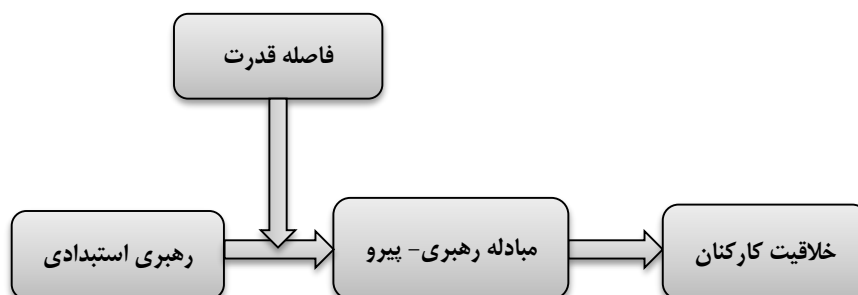 فاصله قدرت
رهبری استبدادی
مبادله رهبری- پیرو
خلاقیت کارکنان